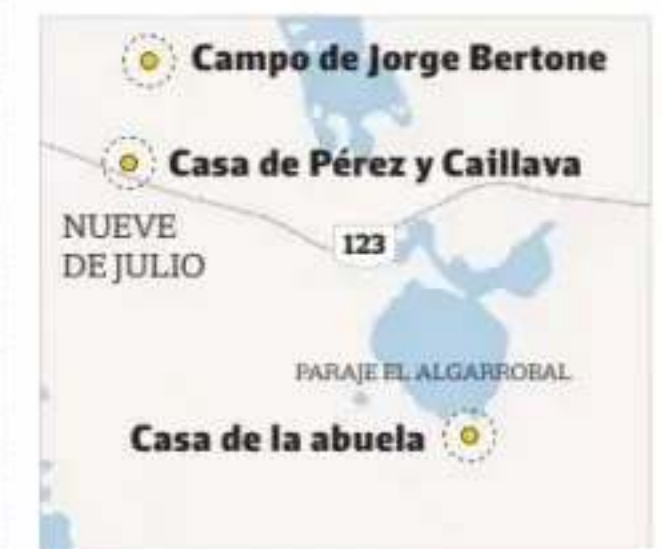 Campo de Jorge Bertone
Casa de Pérez y Caillava
NUEVE
DE JULIO
123
PARAJE EL ALGARROBAL
Casa de la abuela